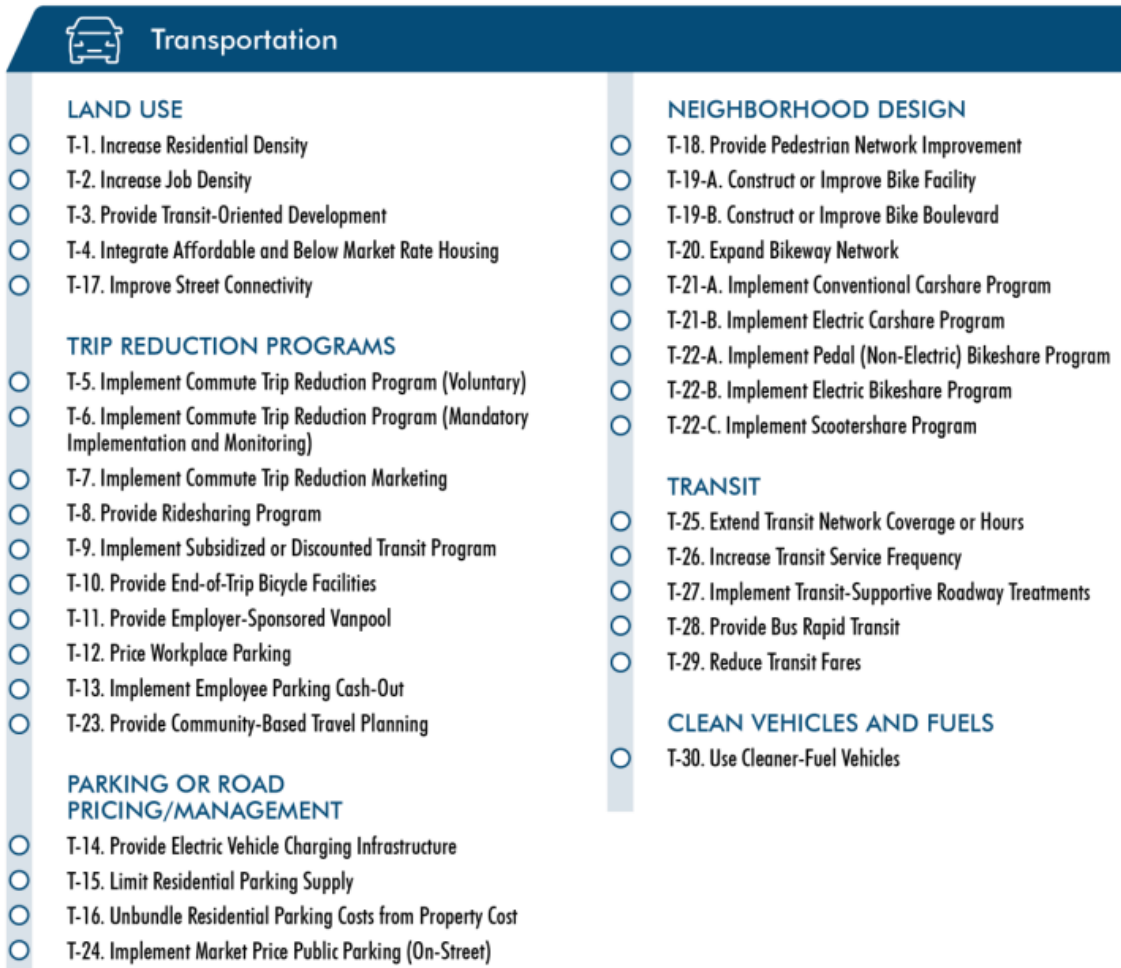 Transportation
LAND USE
T-1. Increase Residential Density
T-2. Increase Job Density
T-3. Provide Transit-Oriented Development
T-4. Integrate Affordable and Below Market Rate Housing
T-17. Improve Street Connectivity
TRIP REDUCTION PROGRAMS
T-5. Implement Commute Trip Reduction Program (Voluntary)
T-6. Implement Commute Trip Reduction Program (Mandatory
Implementation and Monitoring)
T-7. Implement Commute Trip Reduction Marketing
T-8. Provide Ridesharing Program
T-9. Implement Subsidized or Discounted Transit Program
T-10. Provide End-of-Trip Bicycle Facilities
T-11. Provide Employer-Sponsored Vanpool
T-12. Price Workplace Parking
T-13. Implement Employee Parking Cash-Out
T-23. Provide Community-Based Travel Planning
PARKING OR ROAD
PRICING/MANAGEMENT
T-14. Provide Electric Vehicle Charging Infrastructure
T-15. Limit Residential Parking Supply
T-16. Unbundle Residential Parking Costs from Property Cost
T-24. Implement Market Price Public Parking (On-Street)
NEIGHBORHOOD DESIGN
T-18. Provide Pedestrian Network Improvement
T-19-A. Construct or Improve Bike Facility
T-19-B. Construct or Improve Bike Boulevard
T-20. Expand Bikeway Network
T-21-A. Implement Conventional Carshare Program
T-21-B. Implement Electric Carshare Program
T-22-A. Implement Pedal (Non-Electric) Bikeshare Program
T-22-B. Implement Electric Bikeshare Program
T-22-C. Implement Scootershare Program
TRANSIT
T-25. Extend Transit Network Coverage or Hours
T-26. Increase Transit Service Frequency
T-27. Implement Transit-Supportive Roadway Treatments
T-28. Provide Bus Rapid Transit
T-29. Reduce Transit Fares
CLEAN VEHICLES AND FUELS
T-30. Use Cleaner-Fuel Vehicles